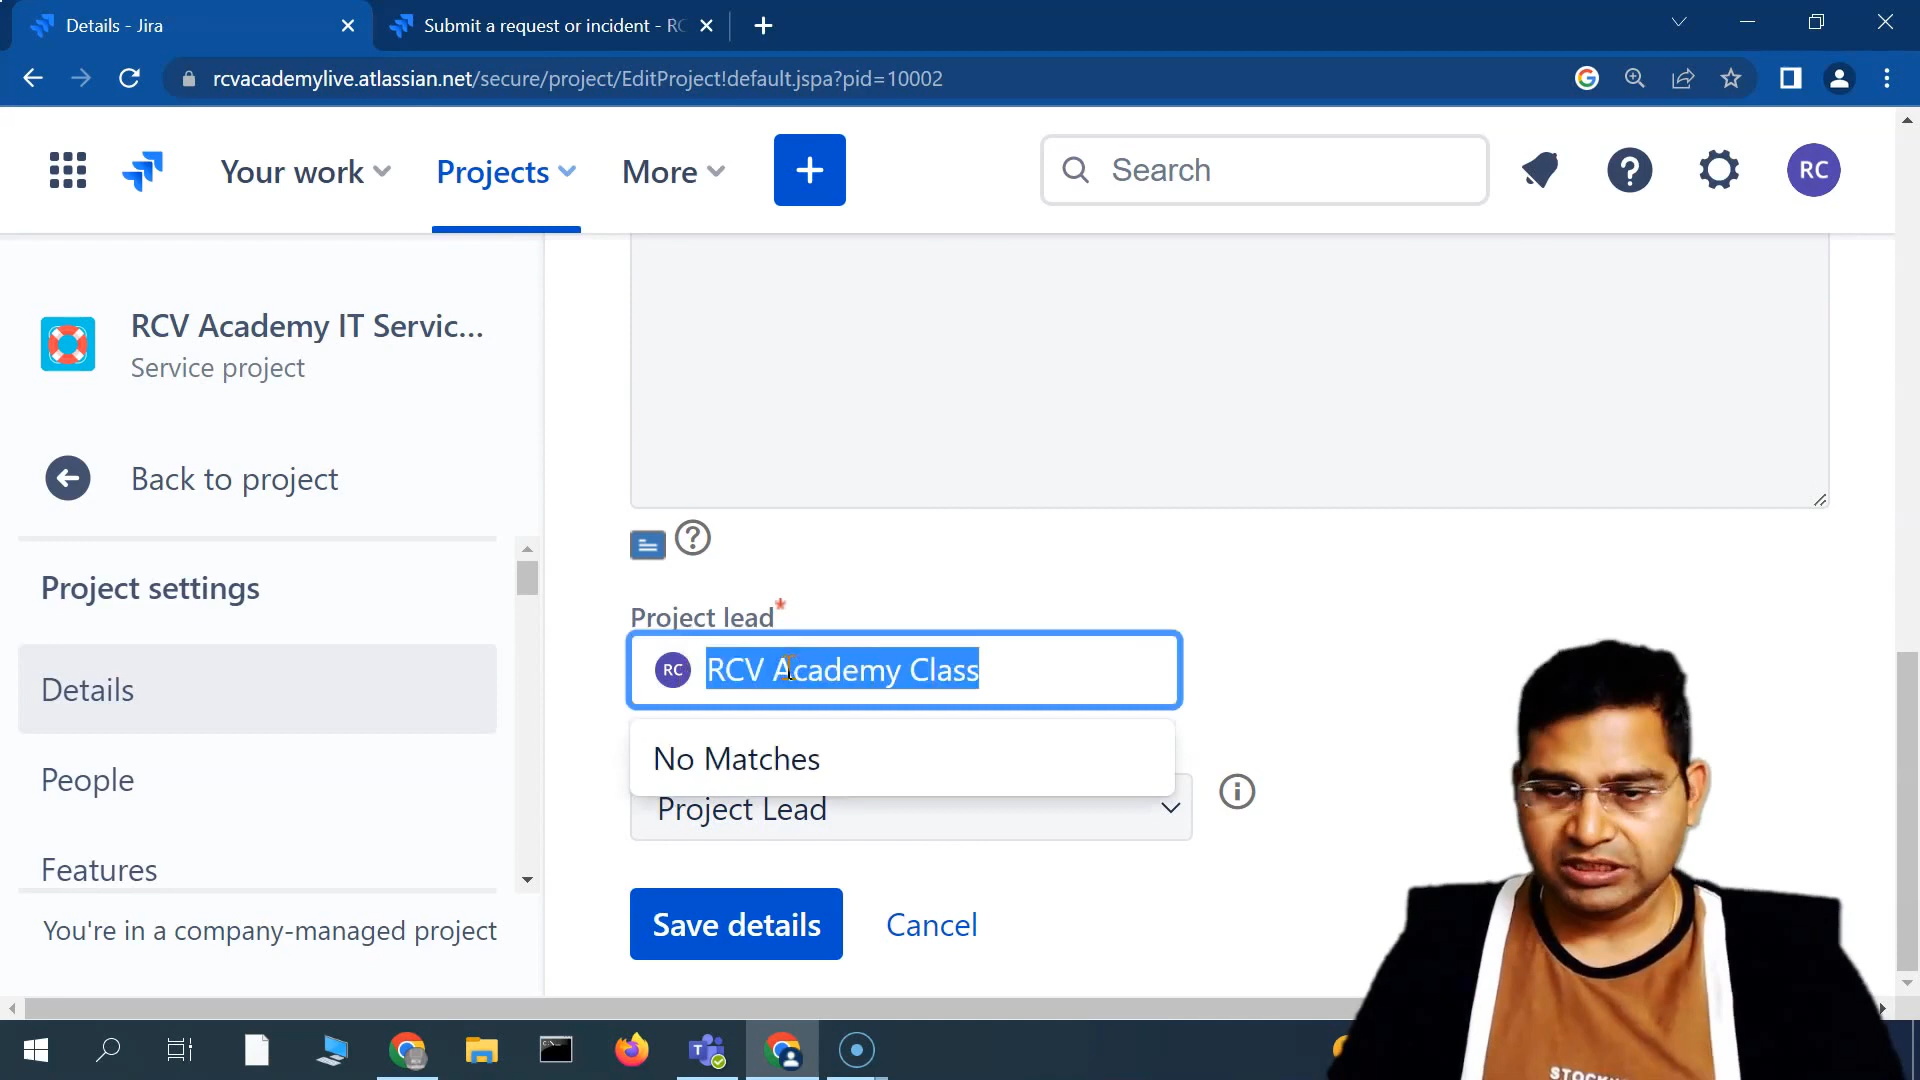 Details - Jira
Submit a request or incident - RC
rcvacademylive.atlassian.net/secure/project/EditProject!default.jspa?pid=10002
Your work
Projects
More
Search
RC
RCV Academy IT Servic...
Service project
Back to project
Project settings
Details
People
Features
You're in a company-managed project
Project lead*
RC RCV Academy Class
No Matches
Project Lead
Save details
Cancel